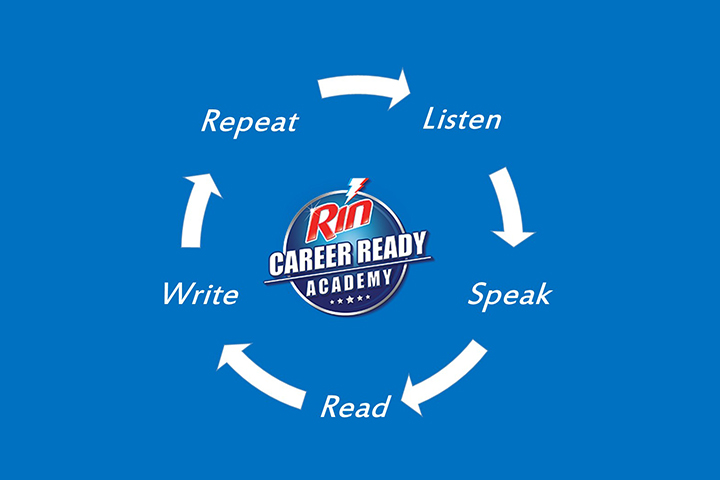 Repeat
Listen
Rin
CAREER READY
ACADEMY
Write
Speak
Read